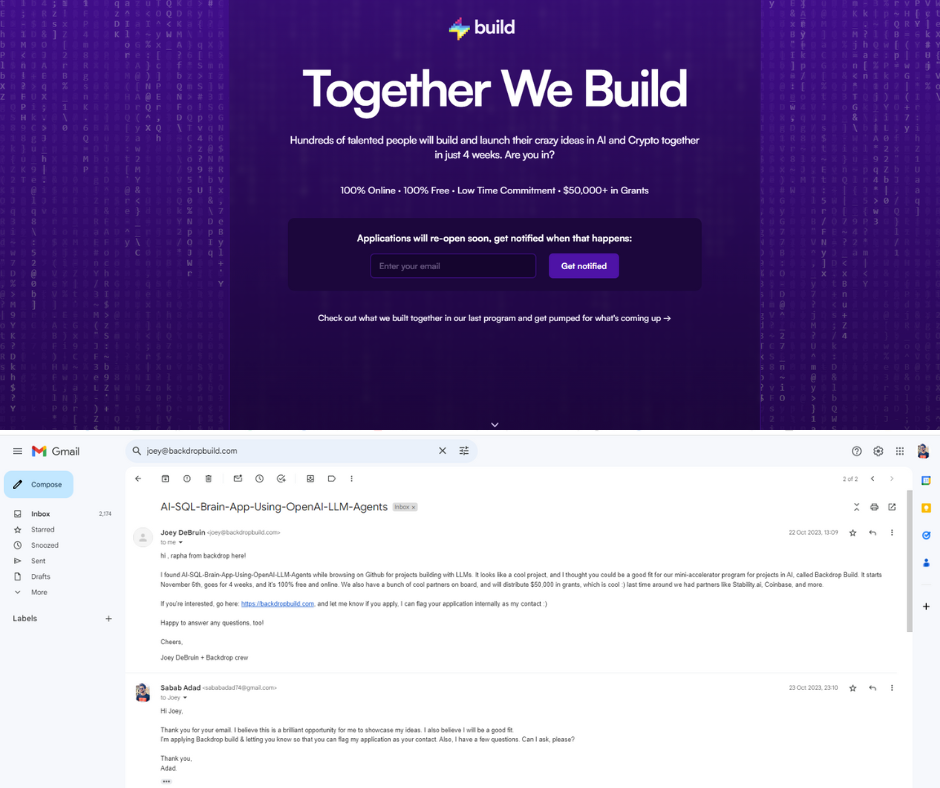 build
Together We Build
Hundreds of talented people will build and launch their crazy ideas in AI and Crypto together
in just 4 weeks. Are you in?
100% Online • 100% Free • Low Time Commitment • $50,000+ in Grants
Applications will re-open soon, get notified when that happens:
Enter your email
Get notified
Check out what we built together in our last program and get pumped for what's coming up →
Gmail
joey@backdropbuild.com
Compose
2 of 2
Inbox 2,174
Starred
Snoozed
Sent
Drafts
More
Labels
AI-SQL-Brain-App-Using-OpenAI-LLM-Agents Inbox x
Joey DeBruin <joey@backdropbuild.com> 22 Oct 2023, 13:09
to me
hi , rapha from backdrop here!
I found AI-SQL-Brain-App-Using-OpenAI-LLM-Agents while browsing on Github for projects building with LLMs. It looks like a cool project, and I thought you could be a good fit for our mini-accelerator program for projects in AI, called Backdrop Build. It starts
November 6th, goes for 4 weeks, and it's 100% free and online. We also have a bunch of cool partners on board, and will distribute $50,000 in grants, which is cool :) last time around we had partners like Stability ai, Coinbase, and more.
If you're interested, go here: https://backdropbuild.com, and let me know if you apply, I can flag your application internally as my contact :)
Happy to answer any questions, too!
Cheers,
Joey DeBruin + Backdrop crew
Sabab Adad <sababadad74@gmail.com> 23 Oct 2023, 23:10
to Joey
Hi Joey,
Thank you for your email. I believe this is a brilliant opportunity for me to showcase my ideas. I also believe I will be a good fit.
I'm applying Backdrop build & letting you know so that you can flag my application as your contact. Also, I have a few questions. Can I ask, please?
Thank you,
Adad.